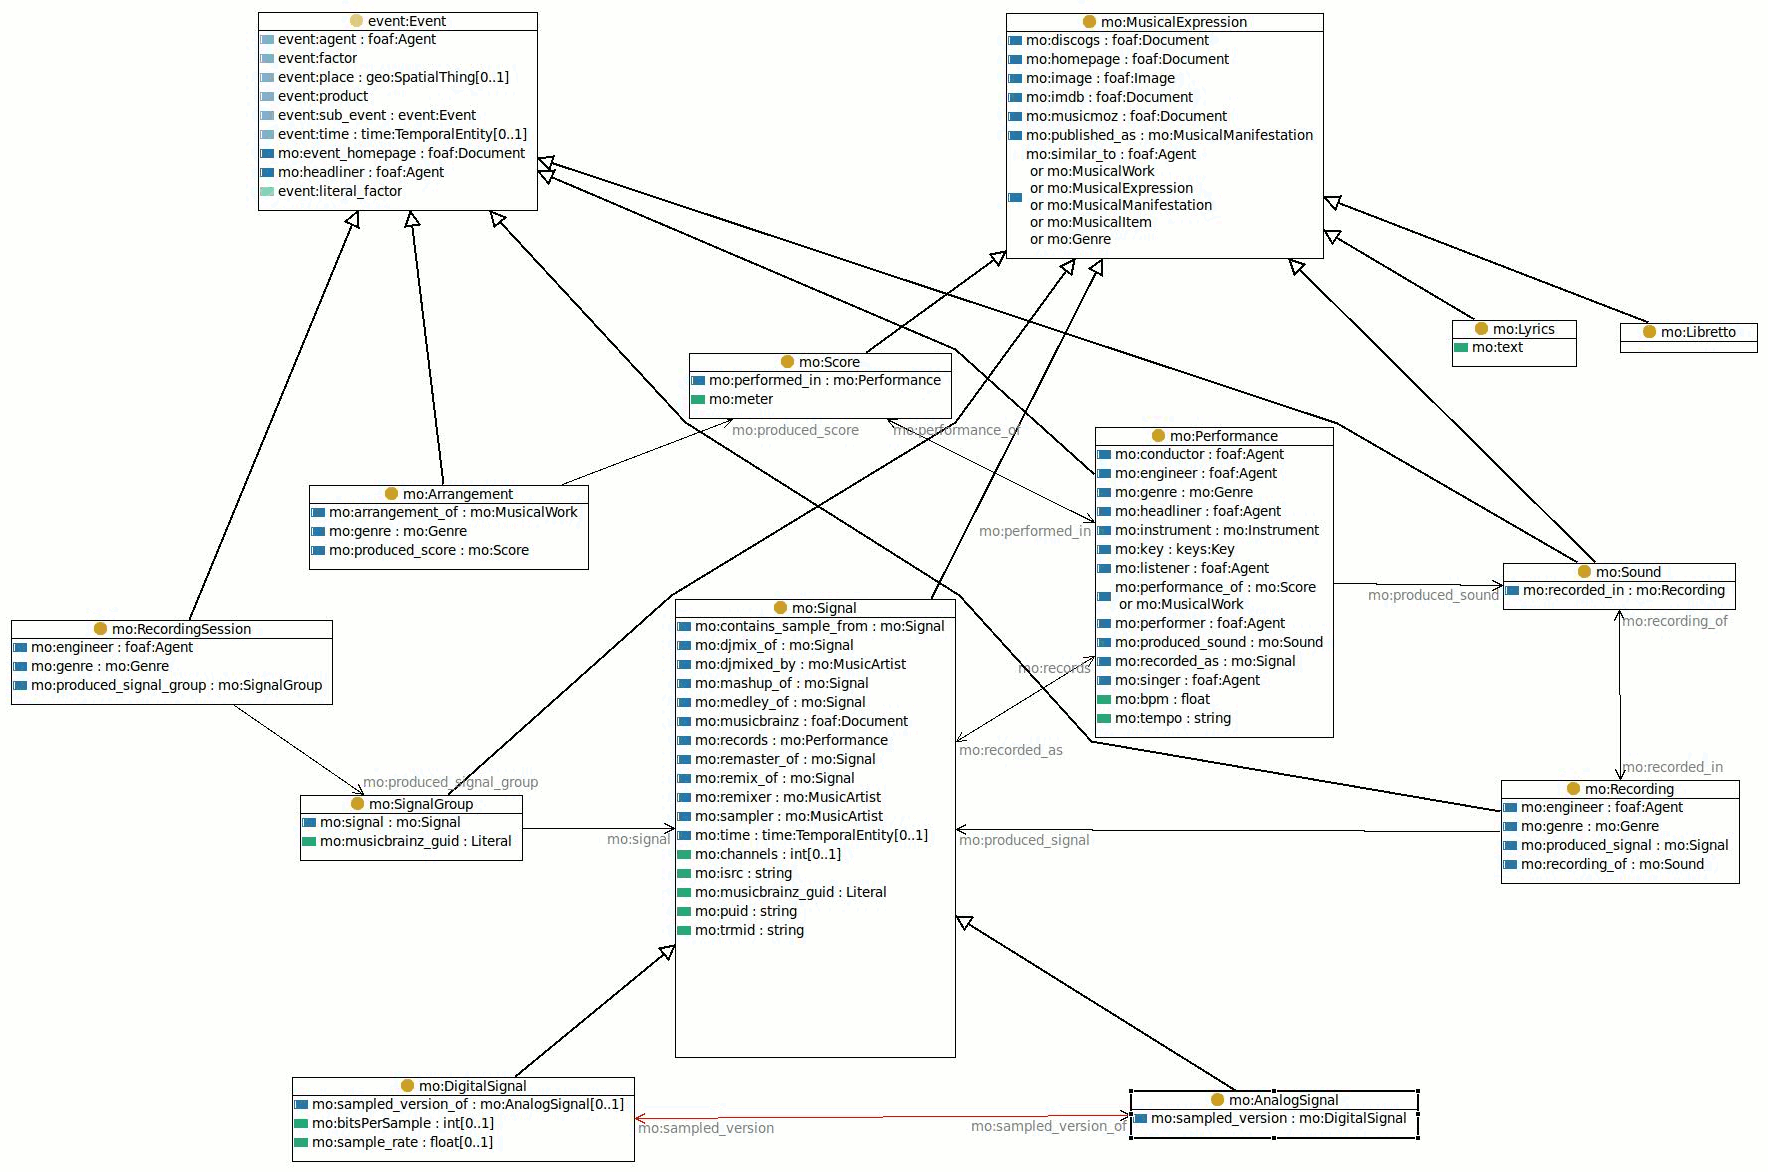 event:Event
event:agent : foaf:Agent
event:factor
event:place : geo:SpatialThing[0..1]
event:product
event:sub_event : event:Event
event:time : time:TemporalEntity[0..1]
mo:event_homepage : foaf:Document
mo:headliner : foaf:Agent
event:literal_factor
mo:MusicalExpression
mo:discogs : foaf:Document
mo:homepage : foaf:Document
mo:image : foaf:Image
mo:imdb : foaf:Document
mo:musicmoz : foaf:Document
mo:published_as : mo:MusicalManifestation
mo:similar_to : foaf:Agent
or mo:MusicalWork
or mo:MusicalExpression
or mo:MusicalManifestation
or mo:MusicalItem
or mo:Genre
mo:Lyrics
mo:text
mo:Libretto
mo:Score
mo:performed_in : mo:Performance
mo:meter
mo:produced_score
mo:performance_of
mo:performed_in
mo:Arrangement
mo:arrangement_of : mo:MusicalWork
mo:genre : mo:Genre
mo:produced_score : mo:Score
mo:Performance
mo:conductor : foaf:Agent
mo:engineer : foaf:Agent
mo:genre : mo:Genre
mo:headliner : foaf:Agent
mo:instrument : mo:Instrument
mo:key : keys:Key
mo:listener : foaf:Agent
mo:performance_of : mo:Score
or mo:MusicalWork
mo:performer : foaf:Agent
mo:produced_sound : mo:Sound
mo:recorded_as : mo:Signal
mo:singer : foaf:Agent
mo:bpm : float
mo:tempo : string
mo:produced_sound
mo:Sound
mo:recorded_in : mo:Recording
mo:recording_of
mo:recorded_in
mo:RecordingSession
mo:engineer : foaf:Agent
mo:genre : mo:Genre
mo:produced_signal_group : mo:SignalGroup
mo:produced_signal_group
mo:SignalGroup
mo:signal : mo:Signal
mo:musicbrainz_guid : Literal
mo:signal
mo:Signal
mo:contains_sample_from : mo:Signal
mo:djmix_of : mo:Signal
mo:djmixed_by : mo:MusicArtist
mo:mashup_of : mo:Signal
mo:medley_of : mo:Signal
mo:musicbrainz : foaf:Document
mo:records : mo:Performance
mo:remaster_of : mo:Signal
mo:remix_of : mo:Signal
mo:remixer : mo:MusicArtist
mo:sampler : mo:MusicArtist
mo:time : time:TemporalEntity[0..1]
mo:channels : int[0..1]
mo:isrc : string
mo:musicbrainz_guid : Literal
mo:puid : string
mo:trmid : string
mo:records
mo:recorded_as
mo:produced_signal
mo:Recording
mo:engineer : foaf:Agent
mo:genre : mo:Genre
mo:produced_signal : mo:Signal
mo:recording_of : mo:Sound
mo:DigitalSignal
mo:sampled_version_of : mo:AnalogSignal[0..1]
mo:bitsPerSample : int[0..1]
mo:sample_rate : float[0..1]
mo:sampled_version
mo:sampled_version_of
mo:AnalogSignal
mo:sampled_version : mo:DigitalSignal